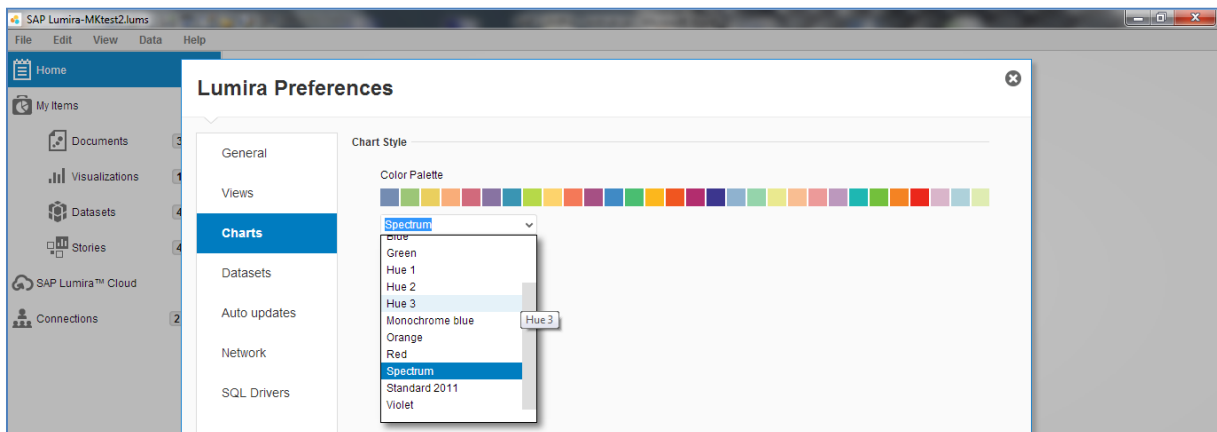 SAP Lumira-MKtest2.lums
File Edit View Data Help
Home
My Items
Documents 3
Visualizations 1
Datasets 4
Stories 4
SAP Lumira™ Cloud
Connections 2
Lumira Preferences
General
Views
Charts
Datasets
Auto updates
Network
SQL Drivers
Chart Style
Color Palette
Spectrum
Blue
Green
Hue 1
Hue 2
Hue 3
Monochrome blue
Hue 3
Orange
Red
Spectrum
Standard 2011
Violet